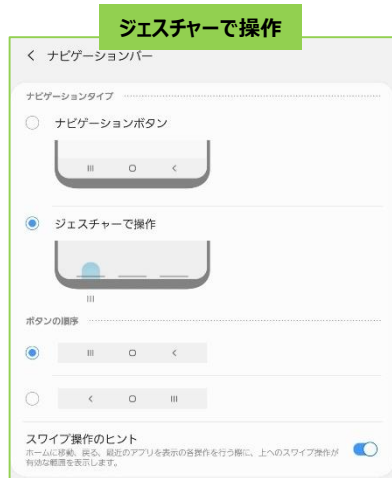 ジェスチャーで操作
ナビゲーションバー
ナビゲーションタイプ
ナビゲーションボタン
ジェスチャーで操作
ボタンの順序
スワイプ操作のヒント
ホームに移動、戻る、最近のアプリを表示の各操作を行う際に、上へのスワイプ操作が
有効な範囲を表示します。